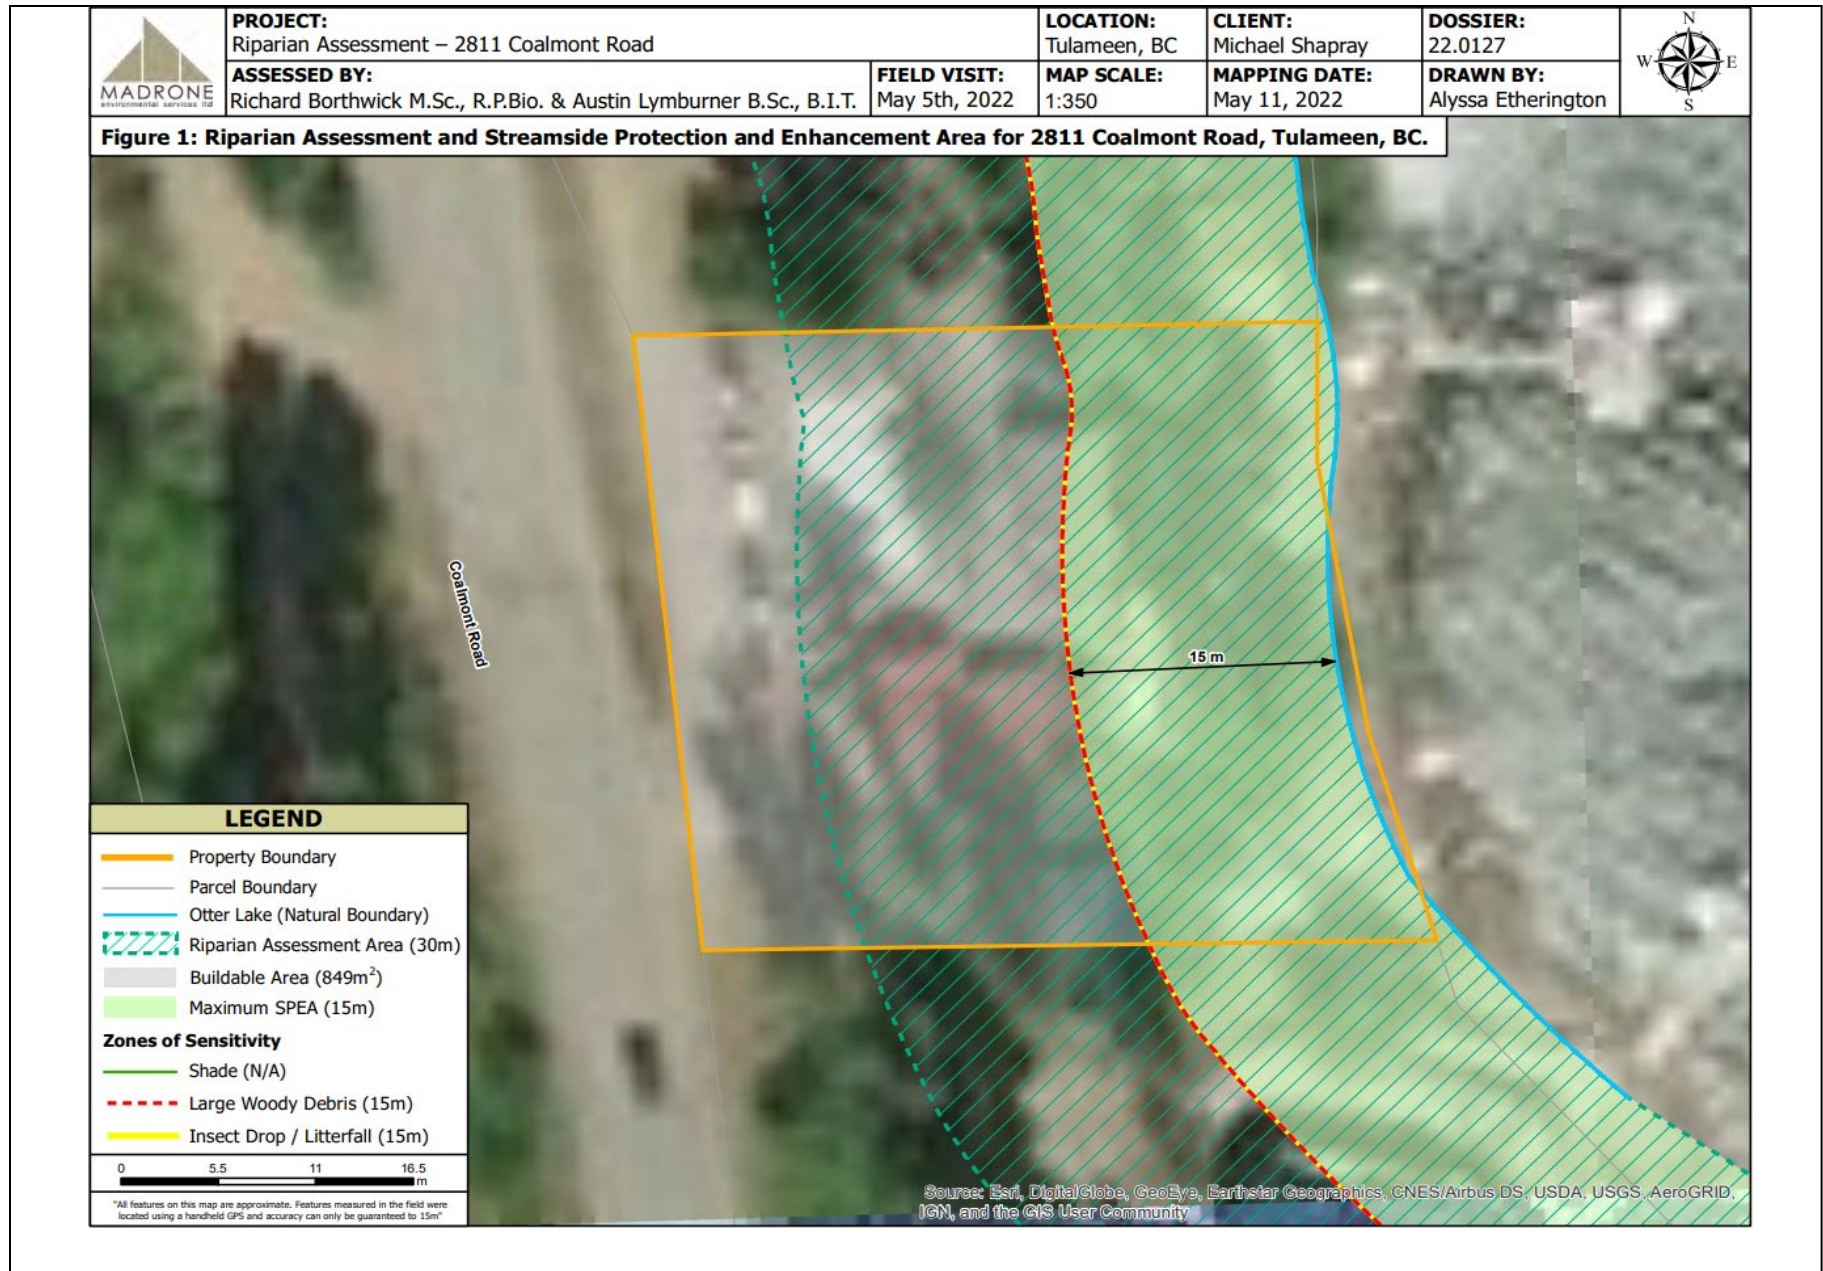 MADRONE
environmental services ltd
PROJECT:
Riparian Assessment – 2811 Coalmont Road
LOCATION:
Tulameen, BC
CLIENT:
Michael Shapray
DOSSIER:
22.0127
ASSESSED BY:
Richard Borthwick M.Sc., R.P.Bio. & Austin Lymburner B.Sc., B.I.T.
FIELD VISIT:
May 5th, 2022
MAP SCALE:
1:350
MAPPING DATE:
May 11, 2022
DRAWN BY:
Alyssa Etherington
N
W
E
S
Figure 1: Riparian Assessment and Streamside Protection and Enhancement Area for 2811 Coalmont Road, Tulameen, BC.
Coalmont Road
15 m
LEGEND
Property Boundary
Parcel Boundary
Otter Lake (Natural Boundary)
Riparian Assessment Area (30m)
Buildable Area (849m²)
Maximum SPEA (15m)
Zones of Sensitivity
Shade (N/A)
Large Woody Debris (15m)
Insect Drop / Litterfall (15m)
0 5.5 11 16.5
m
"All features on this map are approximate. Features measured in the field were
located using a handheld GPS and accuracy can only be guaranteed to 15m"
Source: Esri, DigitalGlobe, GeoEye, Earthstar Geographics, CNES/Airbus DS, USDA, USGS, AeroGRID,
IGN, and the GIS User Community